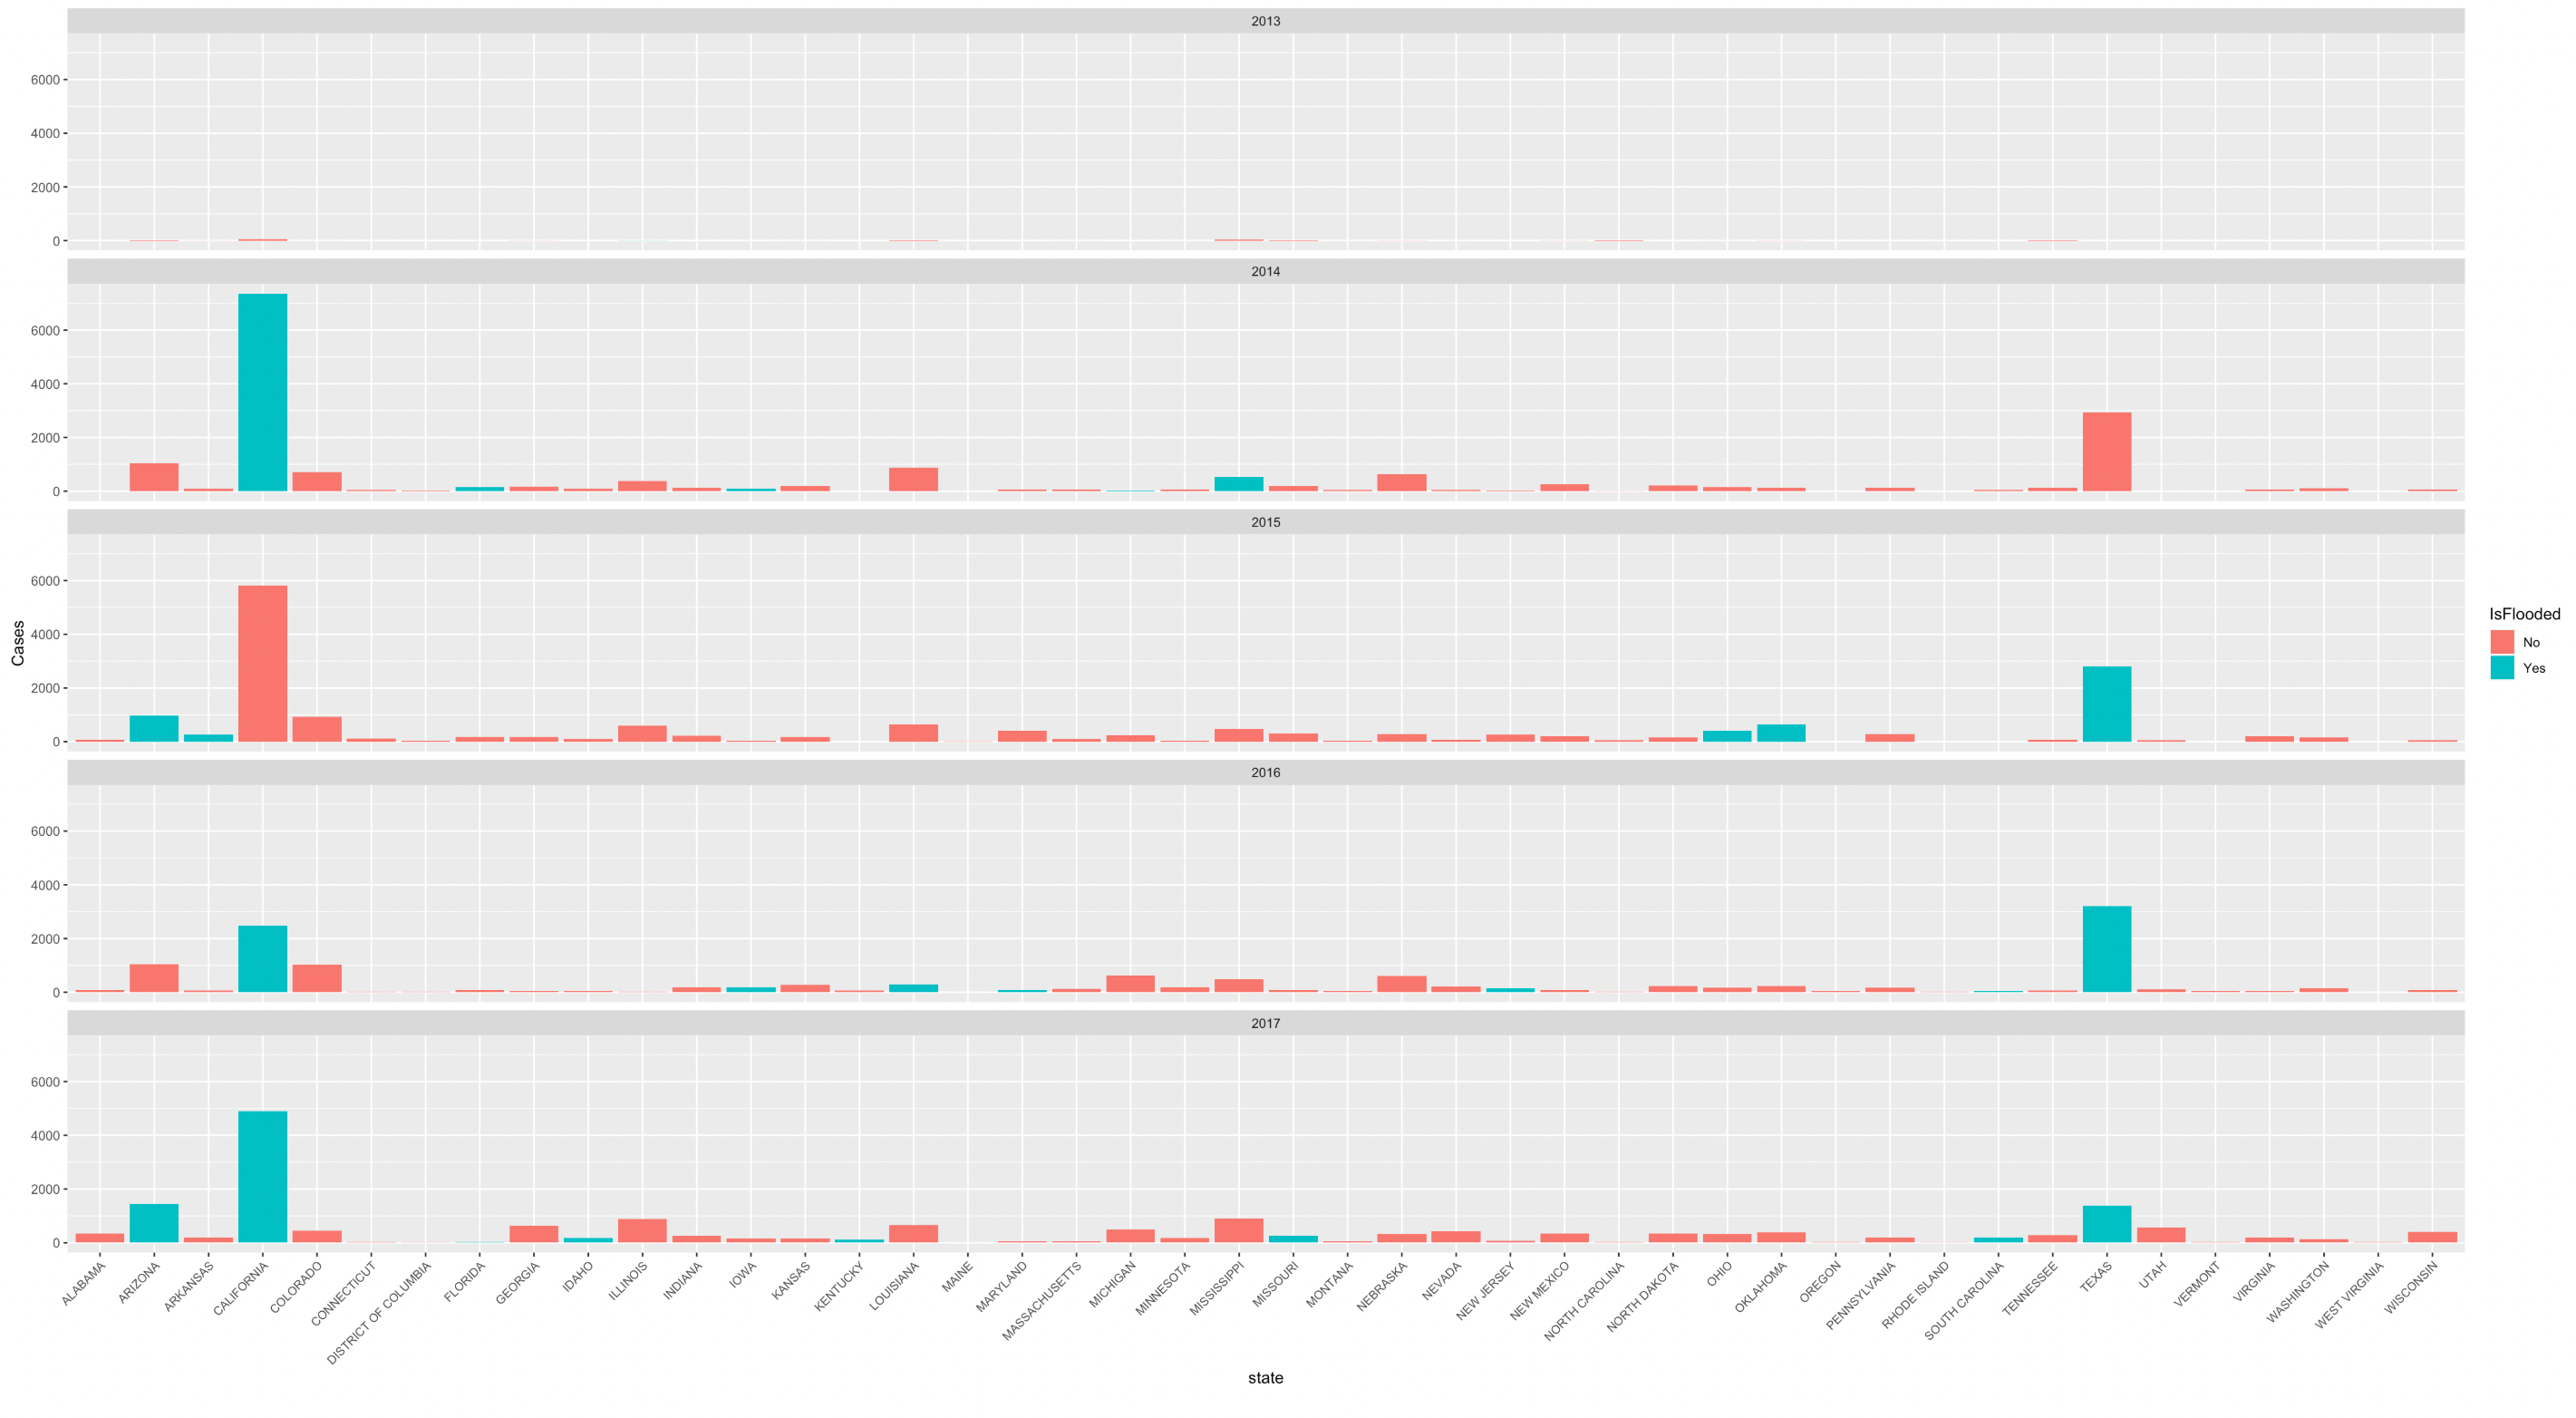 2013
6000
4000
2000
0
2014
6000
4000
2000
0
2015
6000
4000
2000
0
2016
6000
4000
2000
0
2017
6000
4000
2000
0
Cases
ALABAMA
ARIZONA
ARKANSAS
CALIFORNIA
COLORADO
CONNECTICUT
DISTRICT OF COLUMBIA
FLORIDA
GEORGIA
IDAHO
ILLINOIS
INDIANA
IOWA
KANSAS
KENTUCKY
LOUISIANA
MAINE
MARYLAND
MASSACHUSETTS
MICHIGAN
MINNESOTA
MISSISSIPPI
MISSOURI
MONTANA
NEBRASKA
NEVADA
NEW JERSEY
NEW MEXICO
NORTH CAROLINA
NORTH DAKOTA
OHIO
OKLAHOMA
OREGON
PENNSYLVANIA
RHODE ISLAND
SOUTH CAROLINA
TENNESSEE
TEXAS
UTAH
VERMONT
VIRGINIA
WASHINGTON
WEST VIRGINIA
WISCONSIN
state
IsFlooded
No
Yes